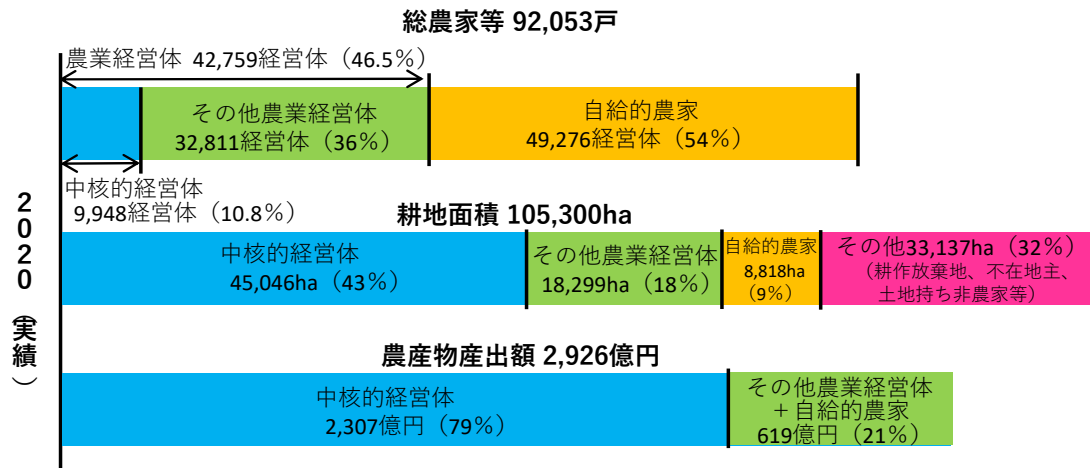 総農家等 92,053戸
農業経営体 42,759経営体（46.5%）
その他農業経営体
32,811経営体（36%）
自給的農家
49,276経営体（54%）
中核的経営体
9,948経営体（10.8%）
2020（実績）
耕地面積 105,300ha
中核的経営体
45,046ha（43%）
その他農業経営体
18,299ha（18%）
自給的農家
8,818ha
（9%）
その他33,137ha（32%）
（耕作放棄地、不在地主、
土地持ち非農家等）
農産物産出額 2,926億円
中核的経営体
2,307億円（79%）
その他農業経営体
＋自給的農家
619億円（21%）